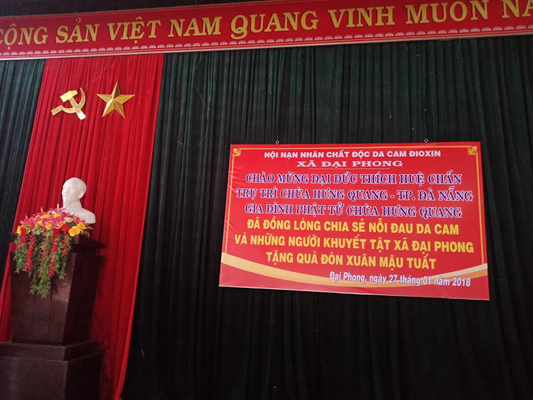 CỘNG SẢN VIỆT NAM QUANG VINH MUÔN NĂ
HỘI NẠN NHÂN CHẤT ĐỘC DA CAM ĐIOXIN
XÃ ĐẠI PHONG
CHÀO MỪNG ĐẠI ĐỨC THÍCH HUỆ CHẤN
TRỤ TRÌ CHÙA HƯNG QUANG - TP. ĐÀ NẴNG
GIA ĐÌNH PHẬT TỬ CHÙA HƯNG QUANG
ĐÃ ĐỒNG LÒNG CHIA SẺ NỖI ĐAU DA CAM
VÀ NHỮNG NGƯỜI KHUYẾT TẬT XÃ ĐẠI PHONG
TẶNG QUÀ ĐÓN XUÂN MẬU TUẤT
Đại Phong, ngày 27 tháng 01 năm 2018